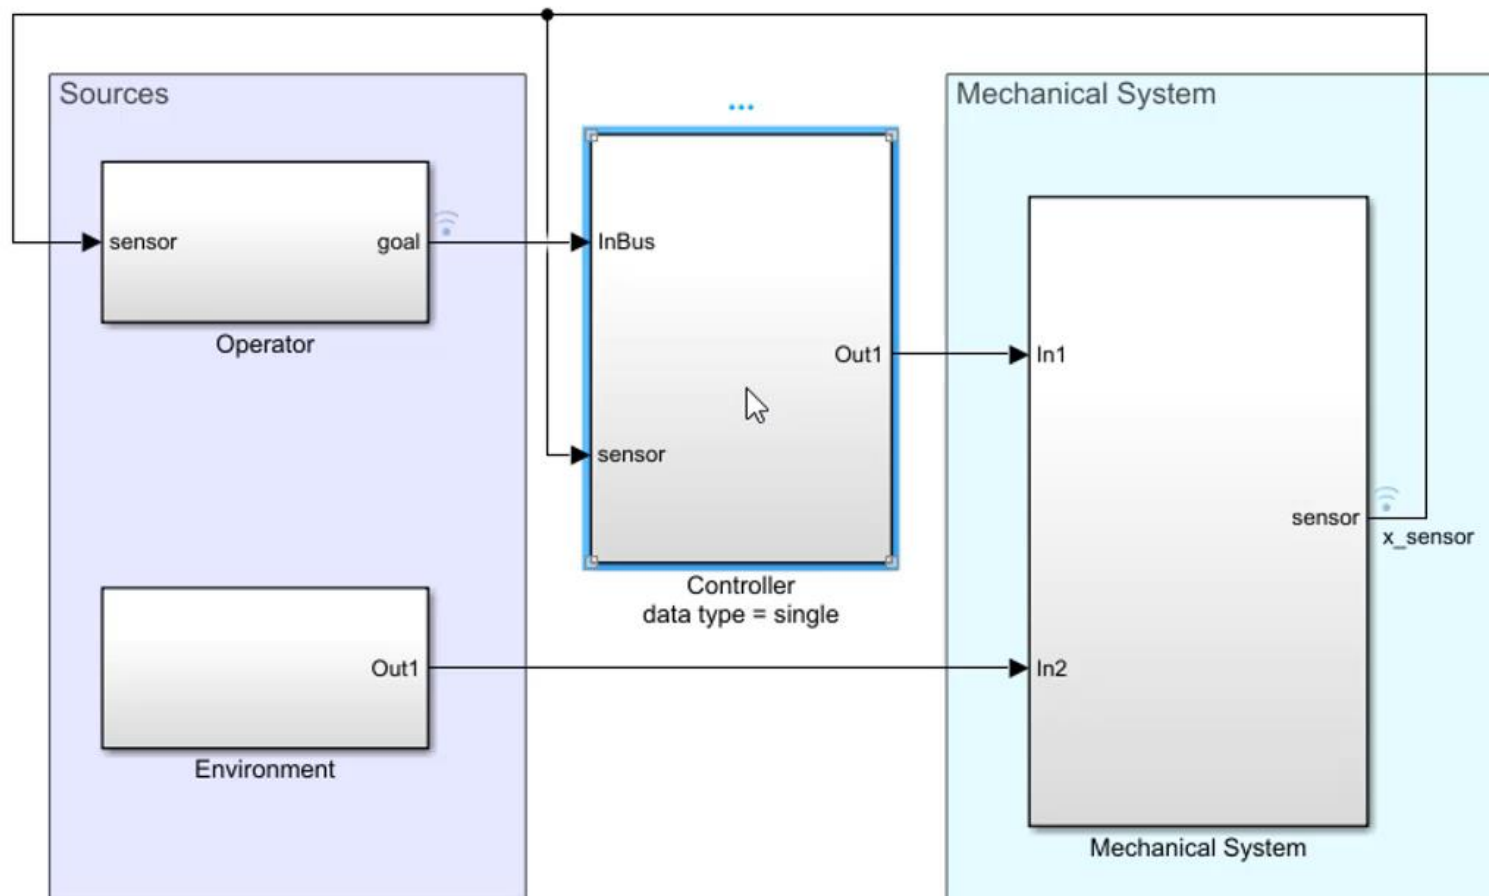 Sources
Mechanical System
...
sensor
goal
Operator
InBus
Out1
sensor
Controller
data type = single
Out1
Environment
In1
In2
sensor
x_sensor
Mechanical System